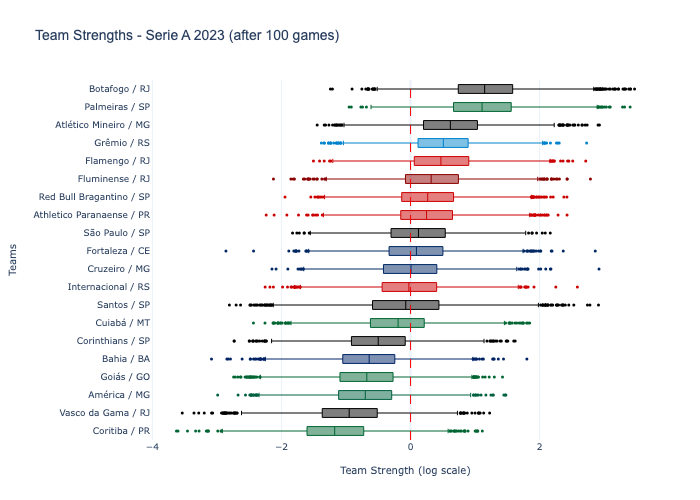 Team Strengths - Serie A 2023 (after 100 games)
Botafogo / RJ
Palmeiras / SP
Atlético Mineiro / MG
Grêmio / RS
Flamengo / RJ
Fluminense / RJ
Red Bull Bragantino / SP
Athletico Paranaense / PR
São Paulo / SP
Fortaleza / CE
Cruzeiro / MG
Internacional / RS
Santos / SP
Cuiabá / MT
Corinthians / SP
Bahia / BA
Goiás / GO
América / MG
Vasco da Gama / RJ
Coritiba / PR
Teams
−4 −2 0 2
Team Strength (log scale)